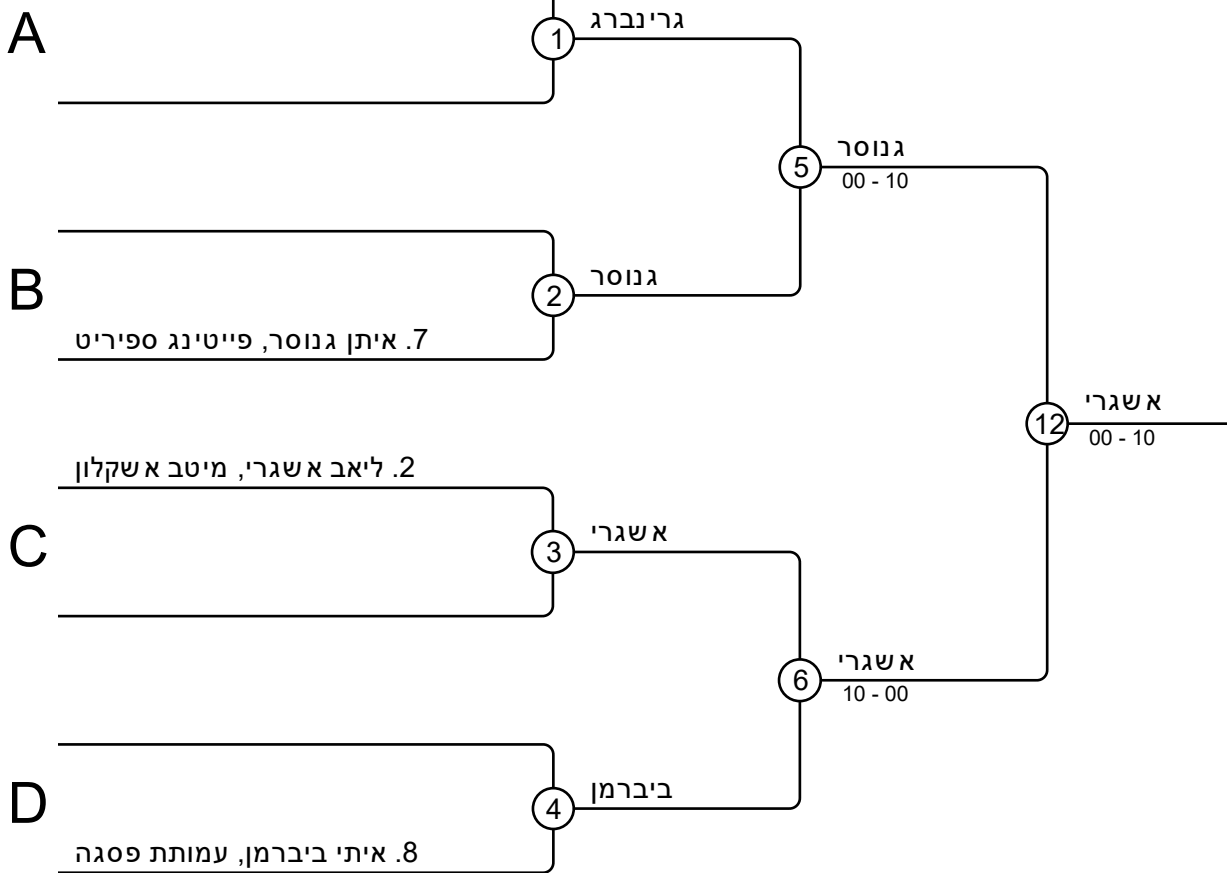 A
1
גרינברג
5
גנוסר
00 - 10
B
2
גנוסר
7. איתן גנוסר, פייטינג ספיריט
12
אשגרי
00 - 10
2. ליאב אשגרי, מיטב אשקלון
C
3
אשגרי
6
אשגרי
10 - 00
D
4
ביברמן
8. איתי ביברמן, עמותת פסגה